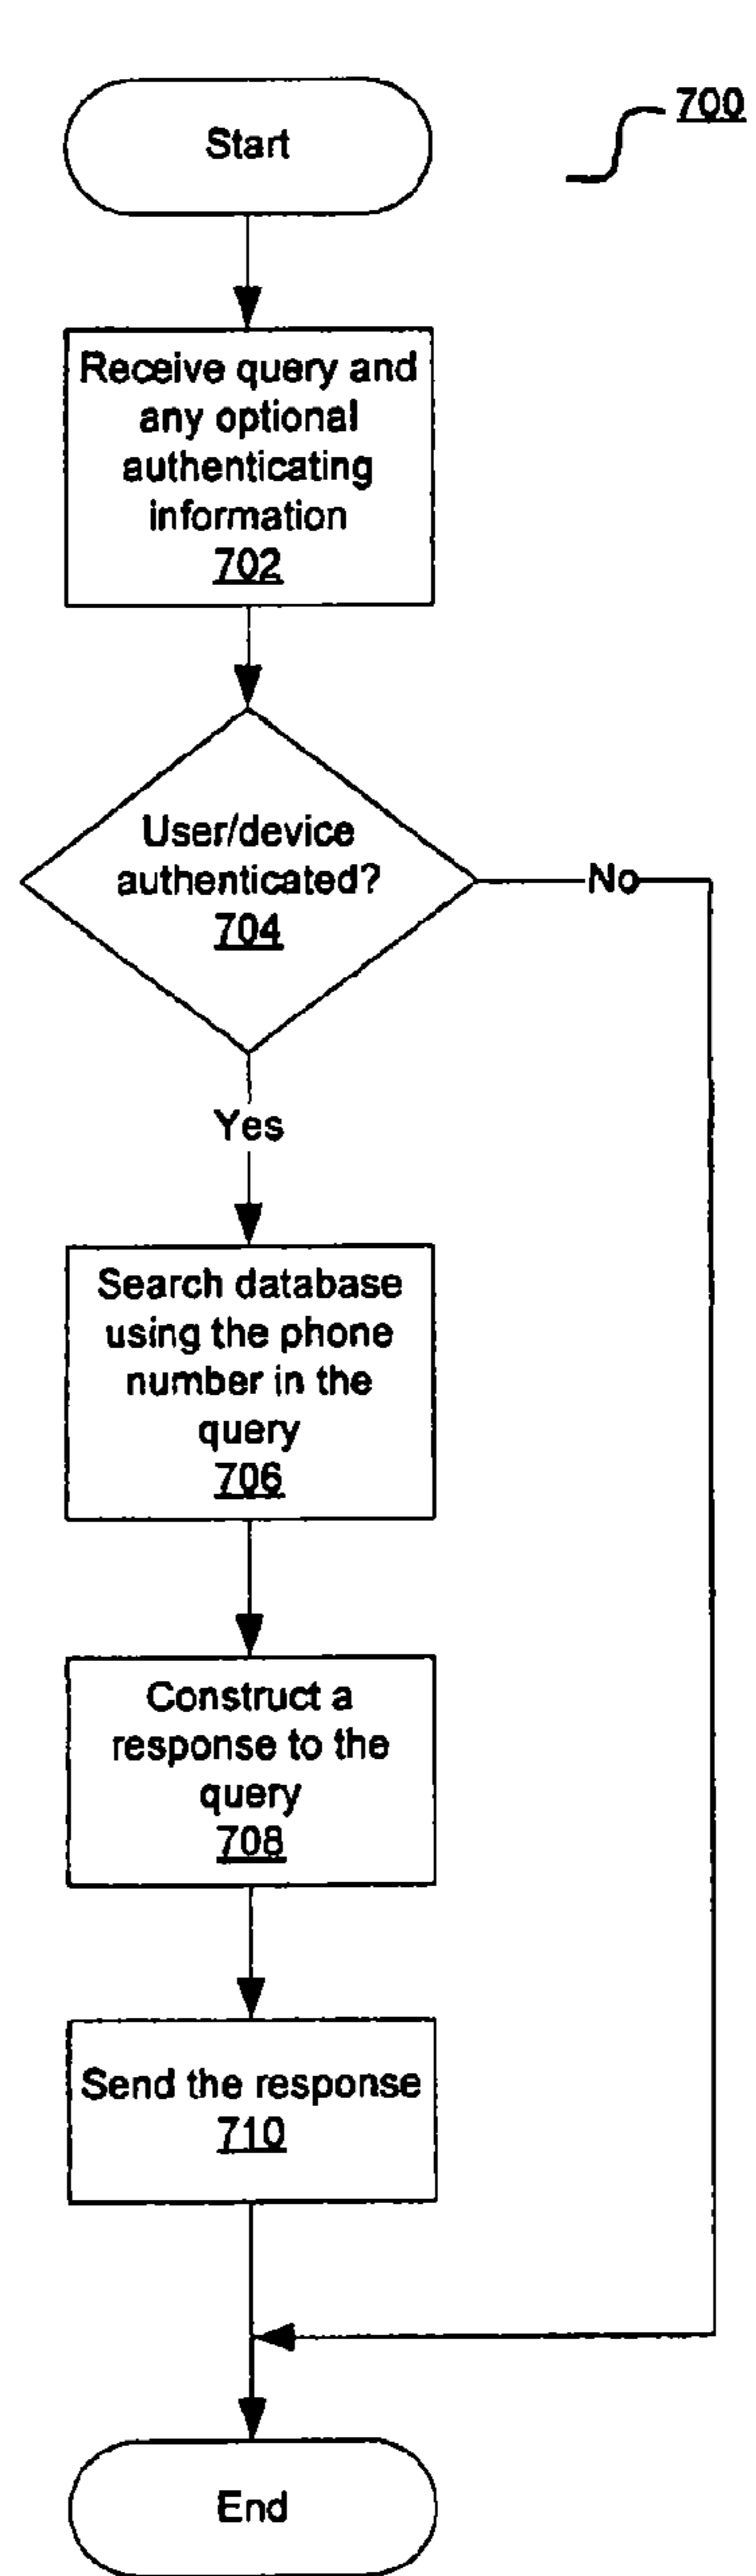 Start
700
Receive query and
any optional
authenticating
information
702
User/device
authenticated?
704
No
Yes
Search database
using the phone
number in the
query
706
Construct a
response to the
query
708
Send the response
710
End